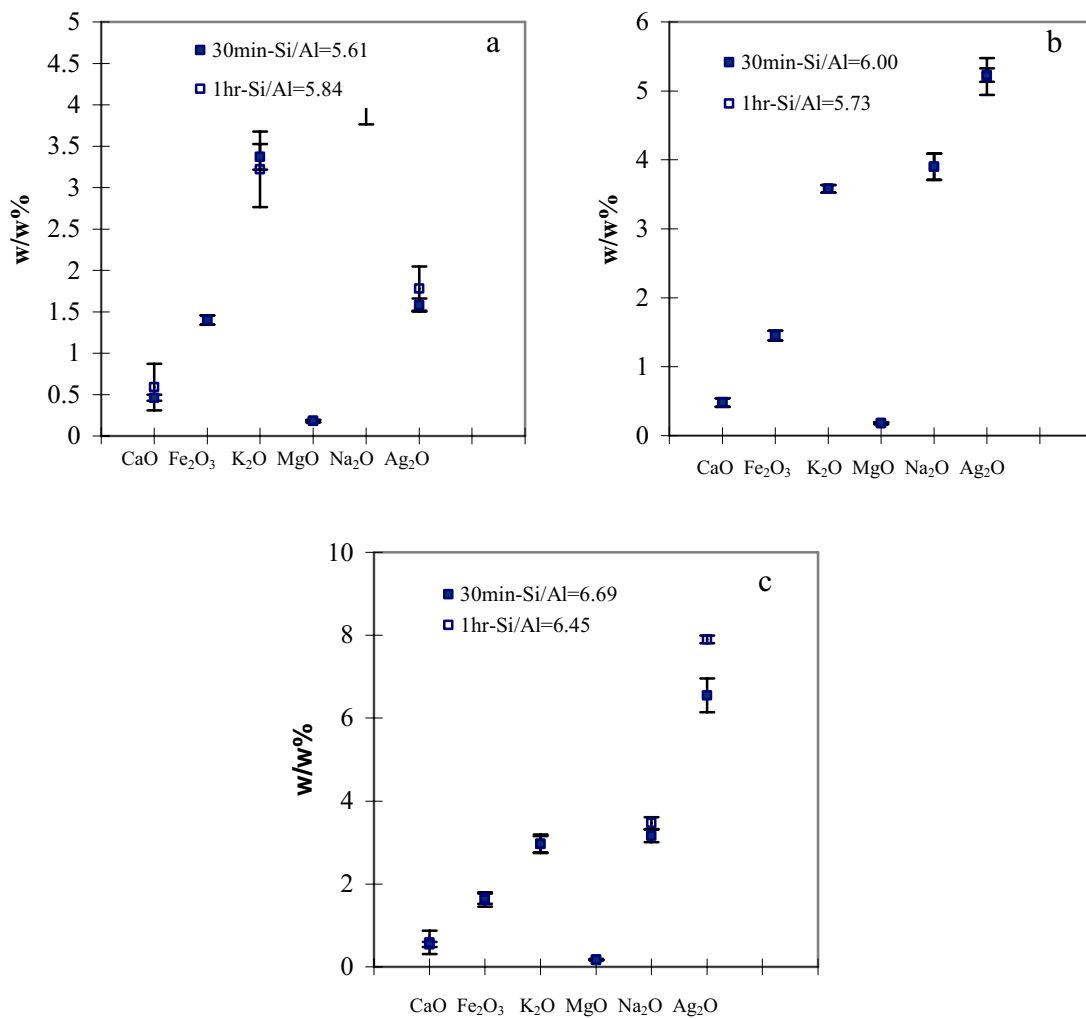 a
30min-Si/Al=5.61
1hr-Si/Al=5.84
w/w%
5
4.5
4
3.5
3
2.5
2
1.5
1
0.5
0
CaO Fe₂O₃ K₂O MgO Na₂O Ag₂O
b
30min-Si/Al=6.00
1hr-Si/Al=5.73
w/w%
6
5
4
3
2
1
0
CaO Fe₂O₃ K₂O MgO Na₂O Ag₂O
c
30min-Si/Al=6.69
1hr-Si/Al=6.45
w/w%
10
8
6
4
2
0
CaO Fe₂O₃ K₂O MgO Na₂O Ag₂O